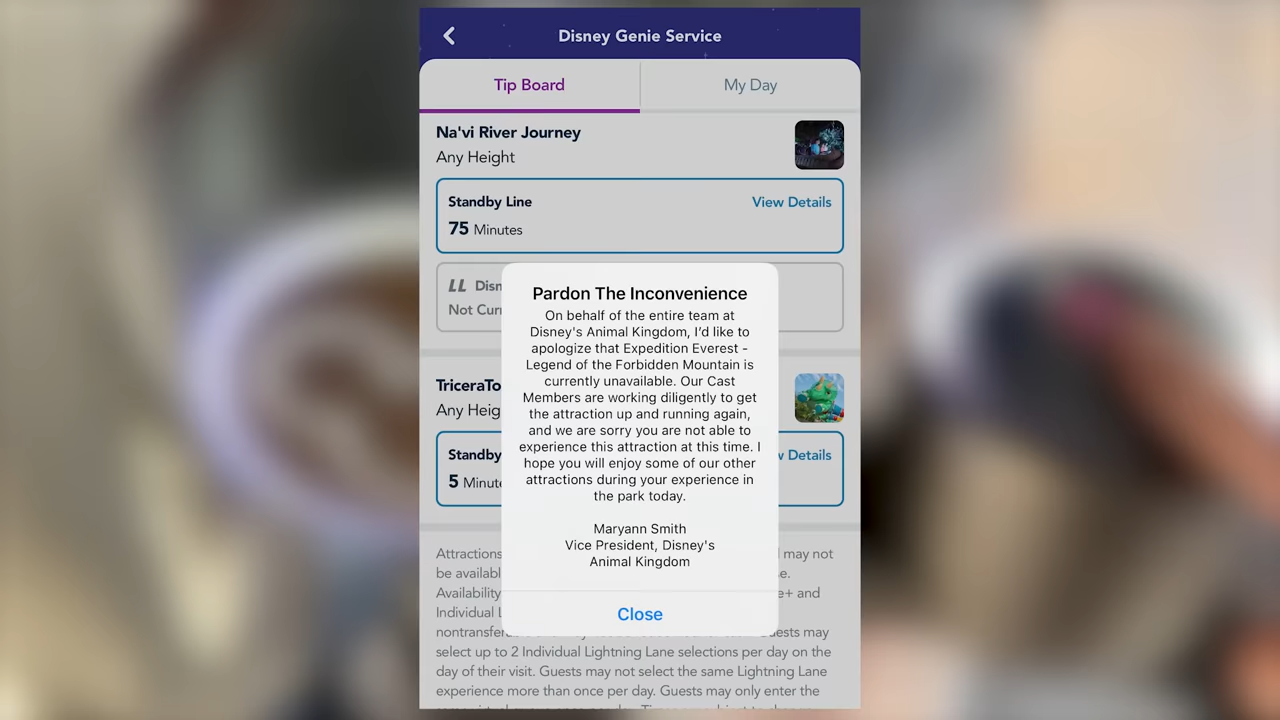 Disney Genie Service
Tip Board
My Day
Na'vi River Journey
Any Height
Standby Line
View Details
75 Minutes
LL
Not
Pardon The Inconvenience
On behalf of the entire team at
Disney's Animal Kingdom, I'd like to
apologize that Expedition Everest -
Legend of the Forbidden Mountain is
currently unavailable. Our Cast
Members are working diligently to get
the attraction up and running again,
and we are sorry you are not able to
experience this attraction at this time. I
hope you will enjoy some of our other
attractions during your experience in
the park today.
Maryann Smith
Vice President, Disney's
Animal Kingdom
Close
Any
Standby
Details
5
Attractions
may not
be
Availability
and
Individual
may
select up to 2 Individual Lightning Lane selections per day on the
day of their visit. Guests may not select the same Lightning Lane
experience more than once per day. Guests may only enter the